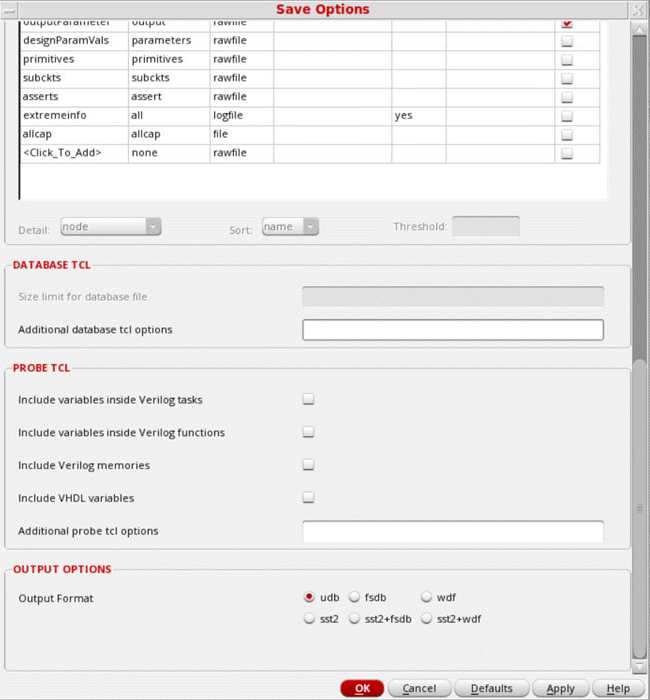 Save Options
outputParameter output rawfile
designParamVals parameters rawfile
primitives primitives rawfile
subckts subckts rawfile
asserts assert rawfile
extremeinfo all logfile yes
allcap allcap file
<Click_To_Add> none rawfile
Detail: node Sort: name Threshold:
DATABASE TCL
Size limit for database file
Additional database tcl options
PROBE TCL
Include variables inside Verilog tasks
Include variables inside Verilog functions
Include Verilog memories
Include VHDL variables
Additional probe tcl options
OUTPUT OPTIONS
Output Format udb fsdb wdf
sst2 sst2+fsdb sst2+wdf
OK Cancel Defaults Apply Help